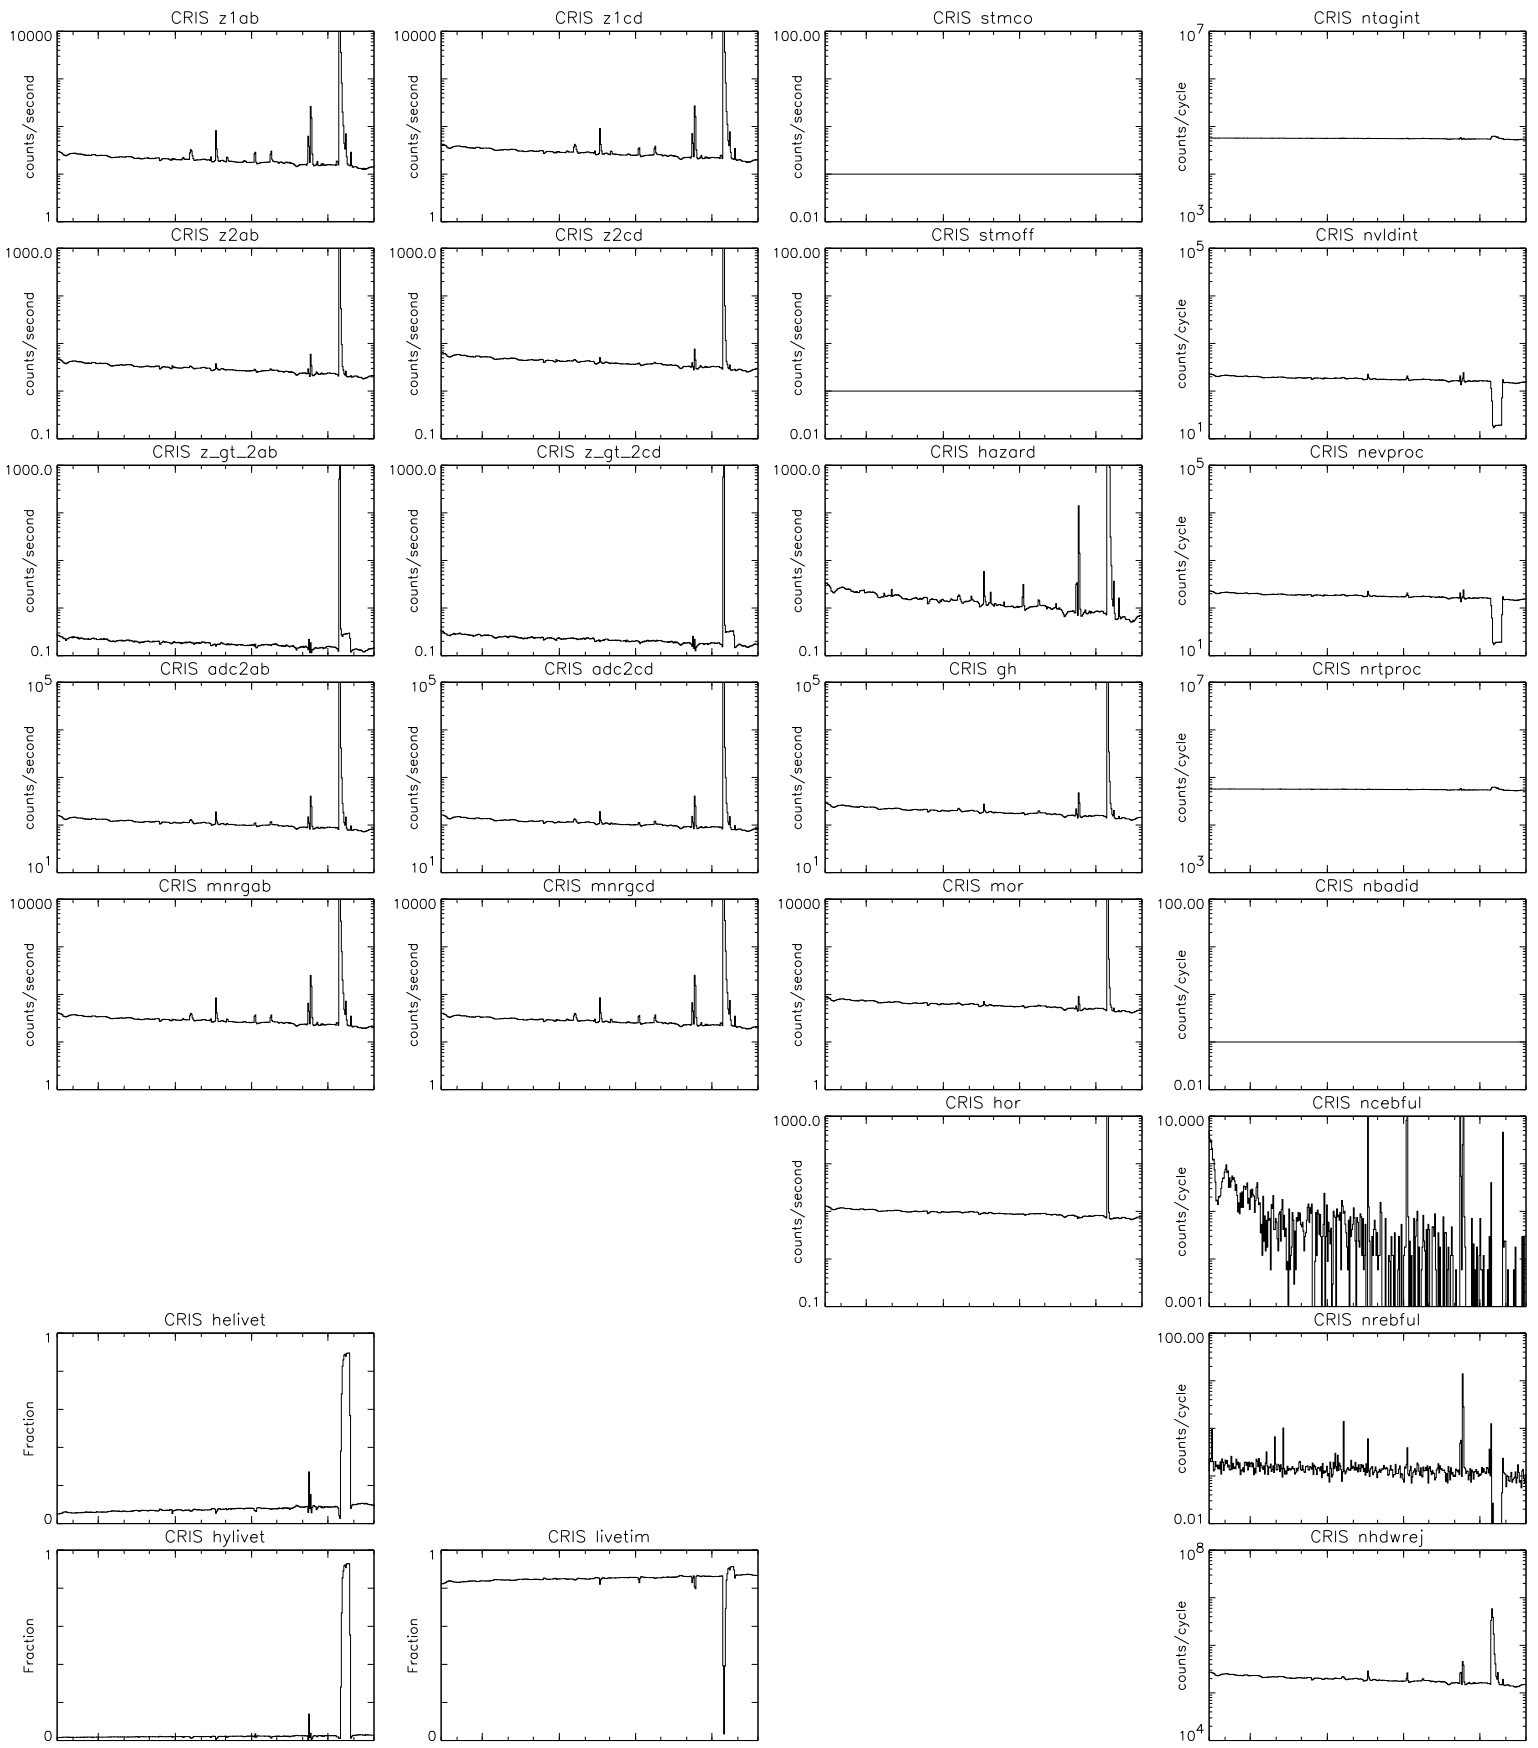 CRIS z1ab
10000
counts/second
1
CRIS z1cd
10000
counts/second
1
CRIS stmco
100.00
counts/second
0.01
CRIS ntagint
10^7
counts/cycle
10^3
CRIS z2ab
1000.0
counts/second
0.1
CRIS z2cd
1000.0
counts/second
0.1
CRIS stmoff
100.00
counts/second
0.01
CRIS nvldint
10^5
counts/cycle
10^1
CRIS z_gt_2ab
1000.0
counts/second
0.1
CRIS z_gt_2cd
1000.0
counts/second
0.1
CRIS hazard
1000.0
counts/second
0.1
CRIS nevproc
10^5
counts/cycle
10^1
CRIS adc2ab
10^5
counts/second
10^1
CRIS adc2cd
10^5
counts/second
10^1
CRIS gh
10^5
counts/second
10^1
CRIS nrtproc
10^7
counts/cycle
10^3
CRIS mnrgab
10000
counts/second
1
CRIS mnrgcd
10000
counts/second
1
CRIS mor
10000
counts/second
1
CRIS nbadid
100.00
counts/cycle
0.01
CRIS hor
1000.0
counts/second
0.1
CRIS ncebful
10.000
counts/cycle
0.001
CRIS helivet
1
Fraction
0
CRIS nrebful
100.00
counts/cycle
0.01
CRIS hylivet
1
Fraction
0
CRIS livetim
1
Fraction
0
CRIS nhdwrej
10^8
counts/cycle
10^4